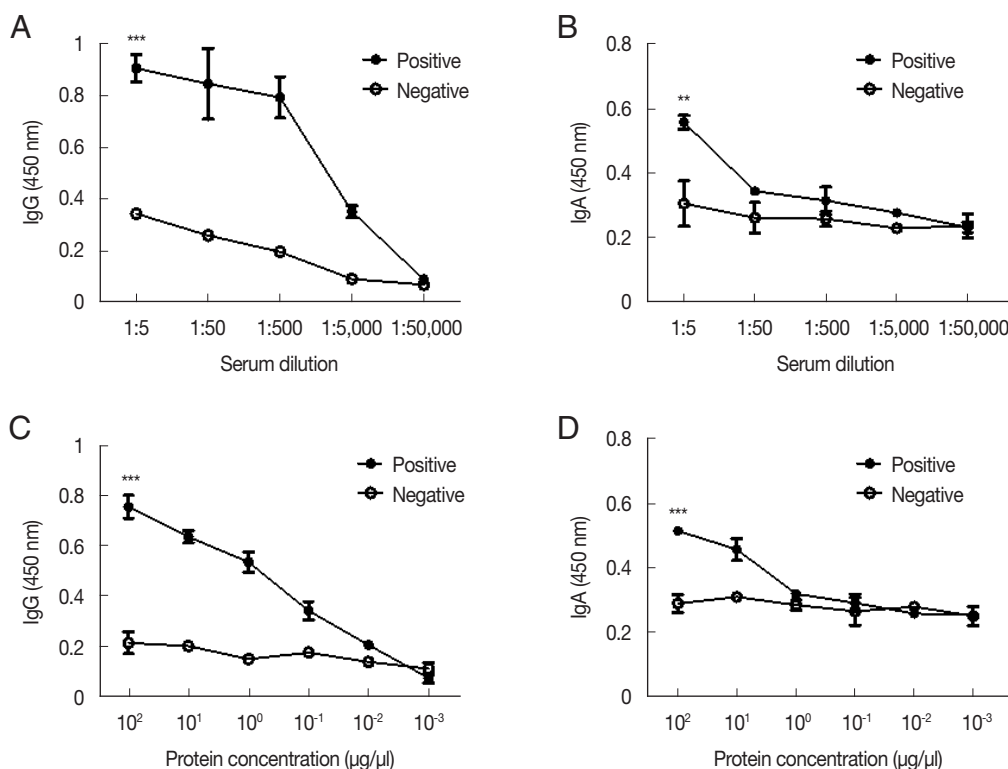 A
IgG (450 nm)
1
0.8
0.6
0.4
0.2
0
***
Positive
Negative
1:5 1:50 1:500 1:5,000 1:50,000
Serum dilution
B
IgA (450 nm)
0.8
0.6
0.4
0.2
0
**
Positive
Negative
1:5 1:50 1:500 1:5,000 1:50,000
Serum dilution
C
IgG (450 nm)
1
0.8
0.6
0.4
0.2
0
***
Positive
Negative
10² 10¹ 10⁰ 10⁻¹ 10⁻² 10⁻³
Protein concentration (µg/µl)
D
IgA (450 nm)
0.8
0.6
0.4
0.2
0
***
Positive
Negative
10² 10¹ 10⁰ 10⁻¹ 10⁻² 10⁻³
Protein concentration (µg/µl)